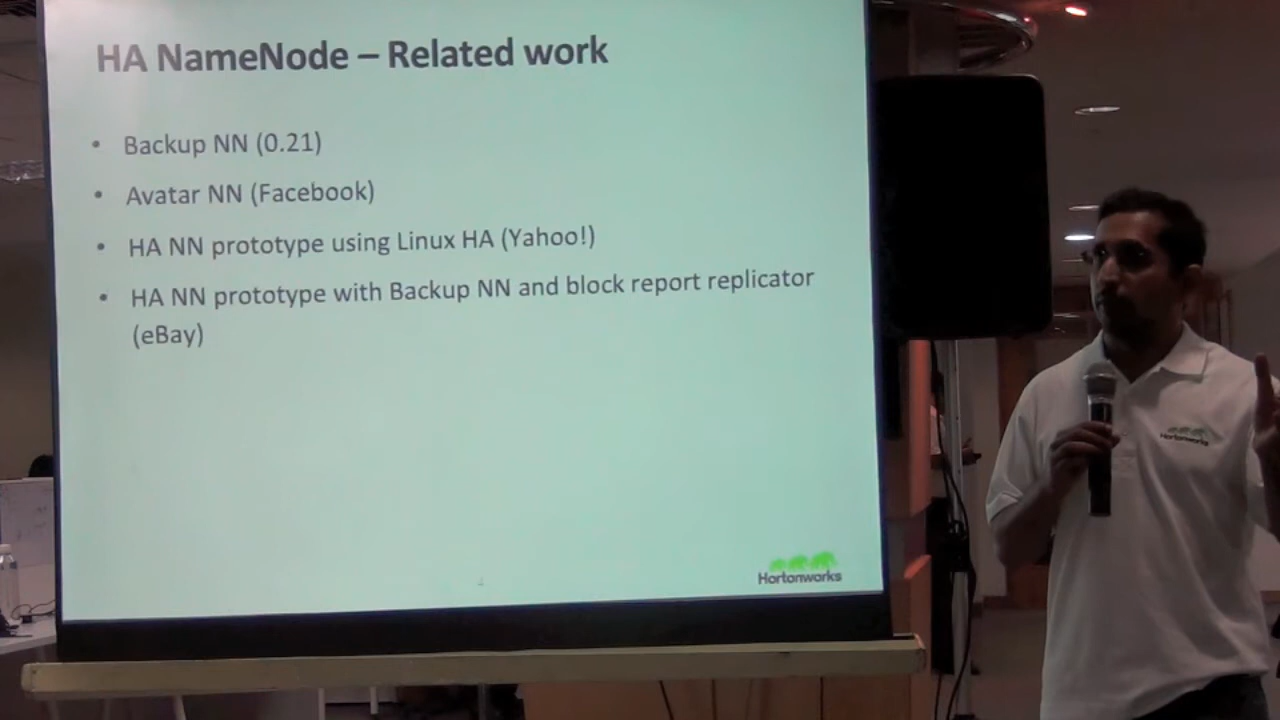 HA NameNode – Related work
• Backup NN (0.21)
• Avatar NN (Facebook)
• HA NN prototype using Linux HA (Yahoo!)
• HA NN prototype with Backup NN and block report replicator
(eBay)
Hortonworks
Hortonworks